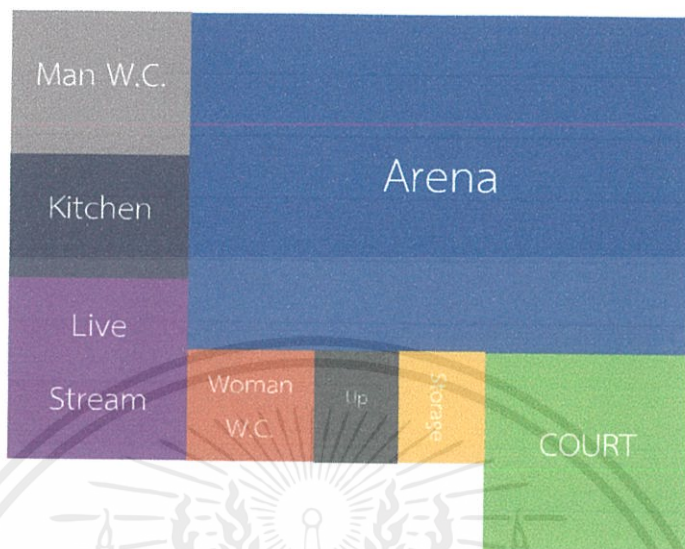 Man W.C.
Arena
Kitchen
Live
Stream
Woman
W.C.
Up
Storage
COURT